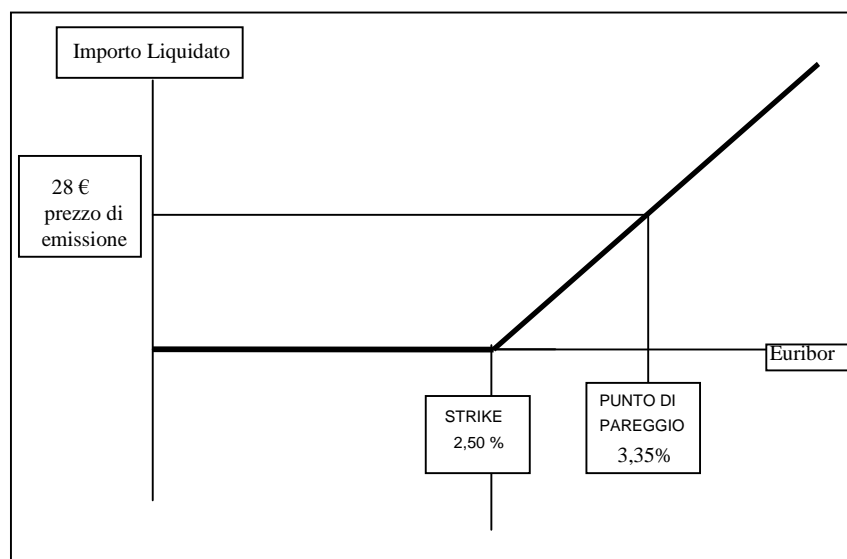 Importo Liquidato
28 €
prezzo di
emissione
Euribor
STRIKE
2,50 %
PUNTO DI
PAREGGIO
3,35%